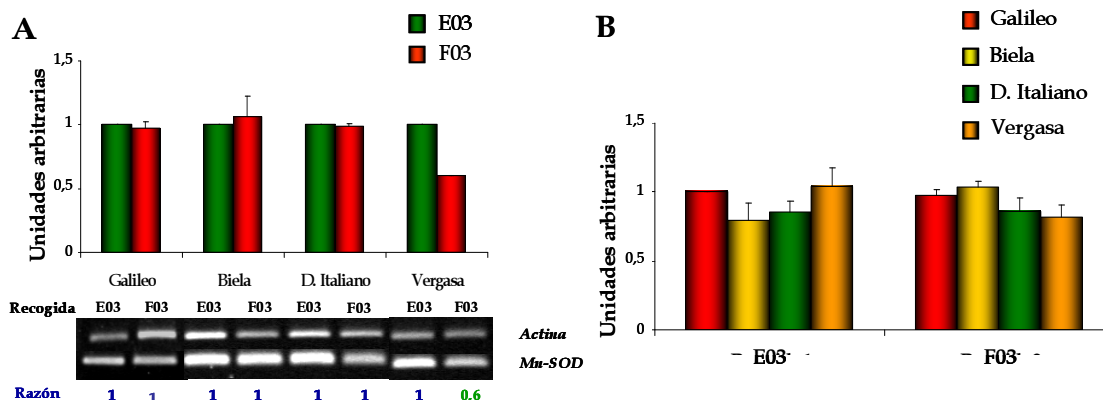 A
E03
F03
Unidades arbitrarias
1,5
1
0,5
0
Galileo Biela D. Italiano Vergasa
Recogida E03 F03 E03 F03 E03 F03 E03 F03
Actina
Mn-SOD
Razón 1 1 1 1 1 1 1 0.6
B
Galileo
Biela
D. Italiano
Vergasa
Unidades arbitrarias
1,5
1
0,5
0
E03 F03